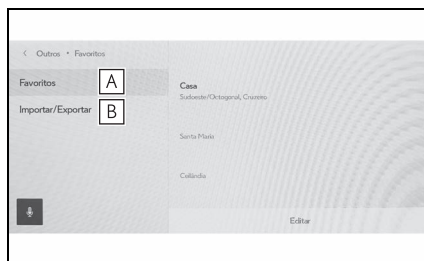 Outros • Favoritos
Favoritos
A
Importar/Exportar
B
Casa
Sudoeste/Octogonal, Cruzeiro
Santa Maria
Ceilândia
Editar